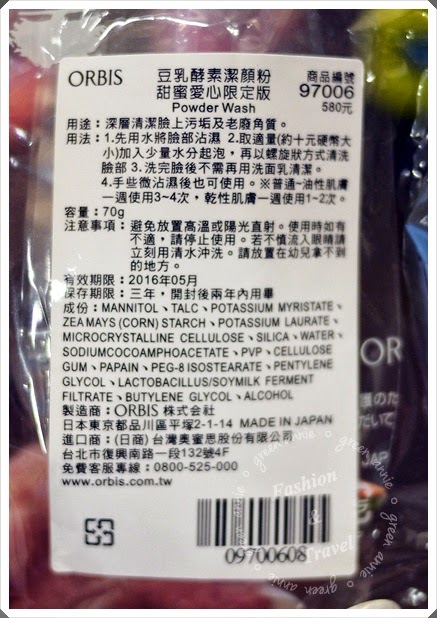 ORBIS 豆乳酵素潔顏粉 商品編號
甜蜜愛心限定版 97006
Powder Wash 580元
用途：深層清潔臉上污垢及老廢角質。
用法：1.先用水將臉部沾濕 2.取適量(約十元硬幣大
小)加入少量水分起泡，再以螺旋狀方式清洗
臉部 3.洗完臉後不需再用洗面乳清潔。
4.手些微沾濕後也可使用。※普通~油性肌膚
一週使用3~4次，乾性肌膚一週使用1~2次。
容量：70g
注意事項：避免放置高溫或陽光直射。使用時如有
不適，請停止使用。若不慎流入眼睛請
立刻用清水沖洗。請放置在幼兒拿不到
的地方。
有效期限：2016年05月
保存期限：三年，開封後兩年內用畢
成份：MANNITOL、TALC、POTASSIUM MYRISTATE、
ZEA MAYS (CORN) STARCH、POTASSIUM LAURATE、
MICROCRYSTALLINE CELLULOSE、SILICA、WATER、
SODIUMCOCOAMPHOACETATE、PVP、CELLULOSE
GUM、PAPAIN、PEG-8 ISOSTEARATE、PENTYLENE
GLYCOL、LACTOBACILLUS/SOYMILK FERMENT
FILTRATE、BUTYLENE GLYCOL、ALCOHOL
製造商：ORBIS 株式会社
日本東京都品川區平塚2-1-14 MADE IN JAPAN
進口商：(日商) 台灣奧蜜思股份有限公司
台北市復興南路一段132號4F
免費客服專線：0800-525-000
www.orbis.com.tw
09700608
ORBIS
JAP
green annie
Fashion
&
Travel
green annie
green annie